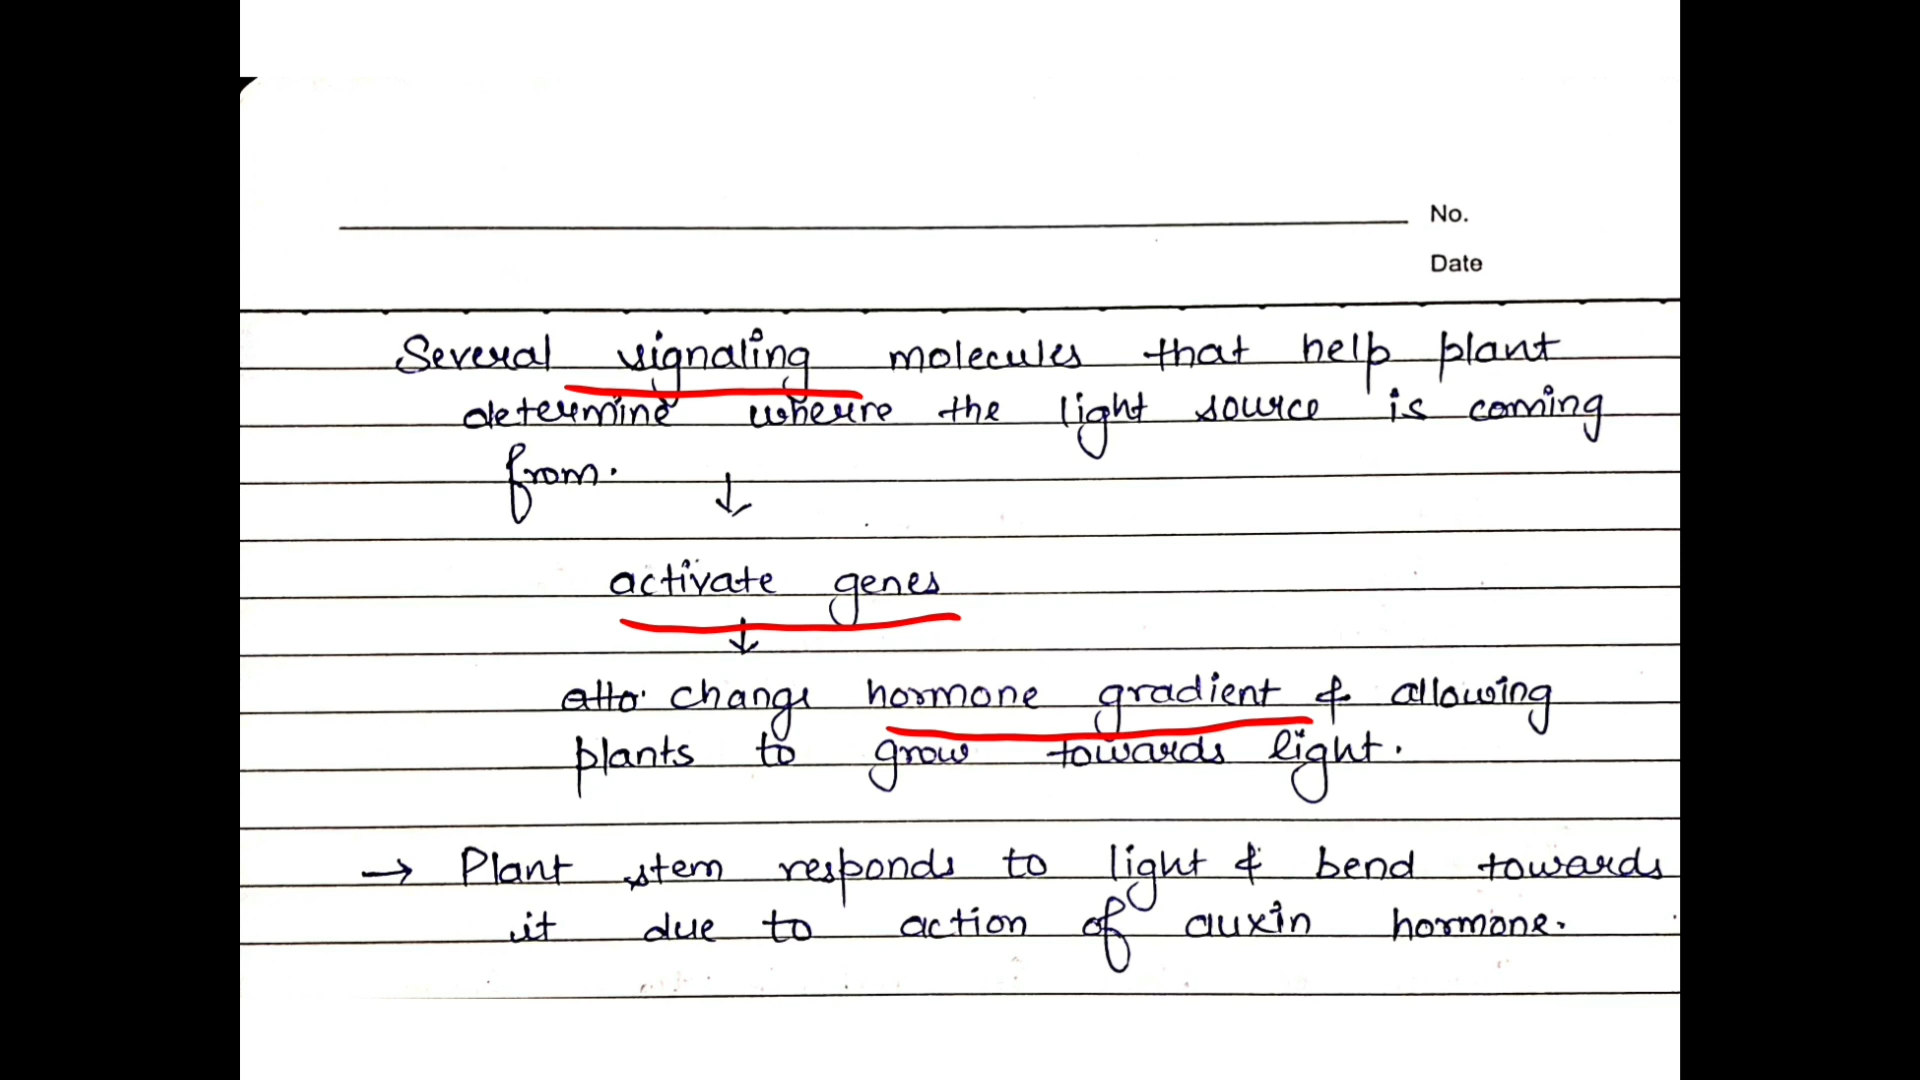 No.
Date
Several signaling molecules that help plant
determine where the light source is coming
from.
↓
activate genes
↓
change hormone gradient & allowing
plants to grow towards light.
→ Plant stem responds to light & bend towards
it due to action of auxin hormone.